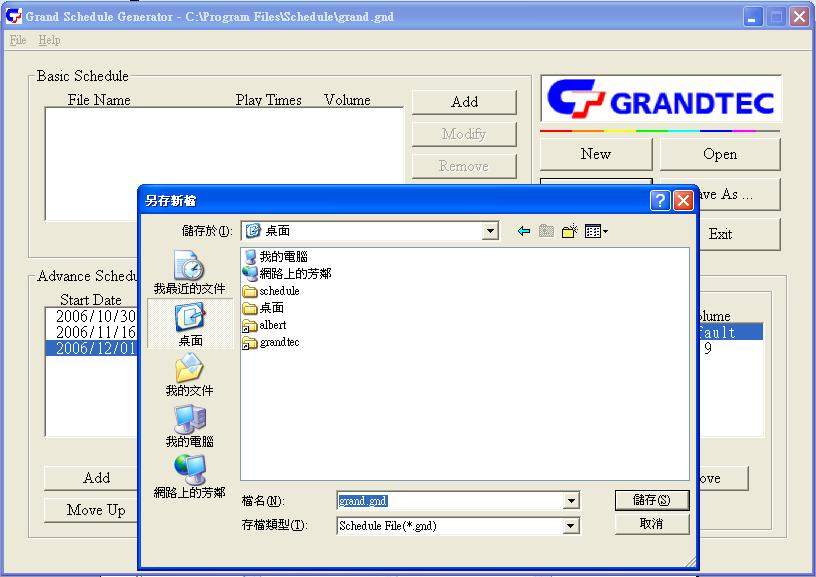 Grand Schedule Generator - C:\Program Files\Schedule\grand.gnd
File Help
Basic Schedule
File Name Play Times Volume
Add
Modify
Remove
GRANDTEC
New Open
ave As ...
Exit
另存新檔
儲存於(I): 桌面
我最近的文件
桌面
我的文件
我的電腦
網路上的芳鄰
我的電腦
網路上的芳鄰
schedule
桌面
albert
grandtec
檔名(N): grand.gnd 儲存(S)
存檔類型(T): Schedule File(*.gnd) 取消
Advance Schedu
Start Date
2006/10/30
2006/11/16
2006/12/01
lume
fault
9
Add
ove
Move Up